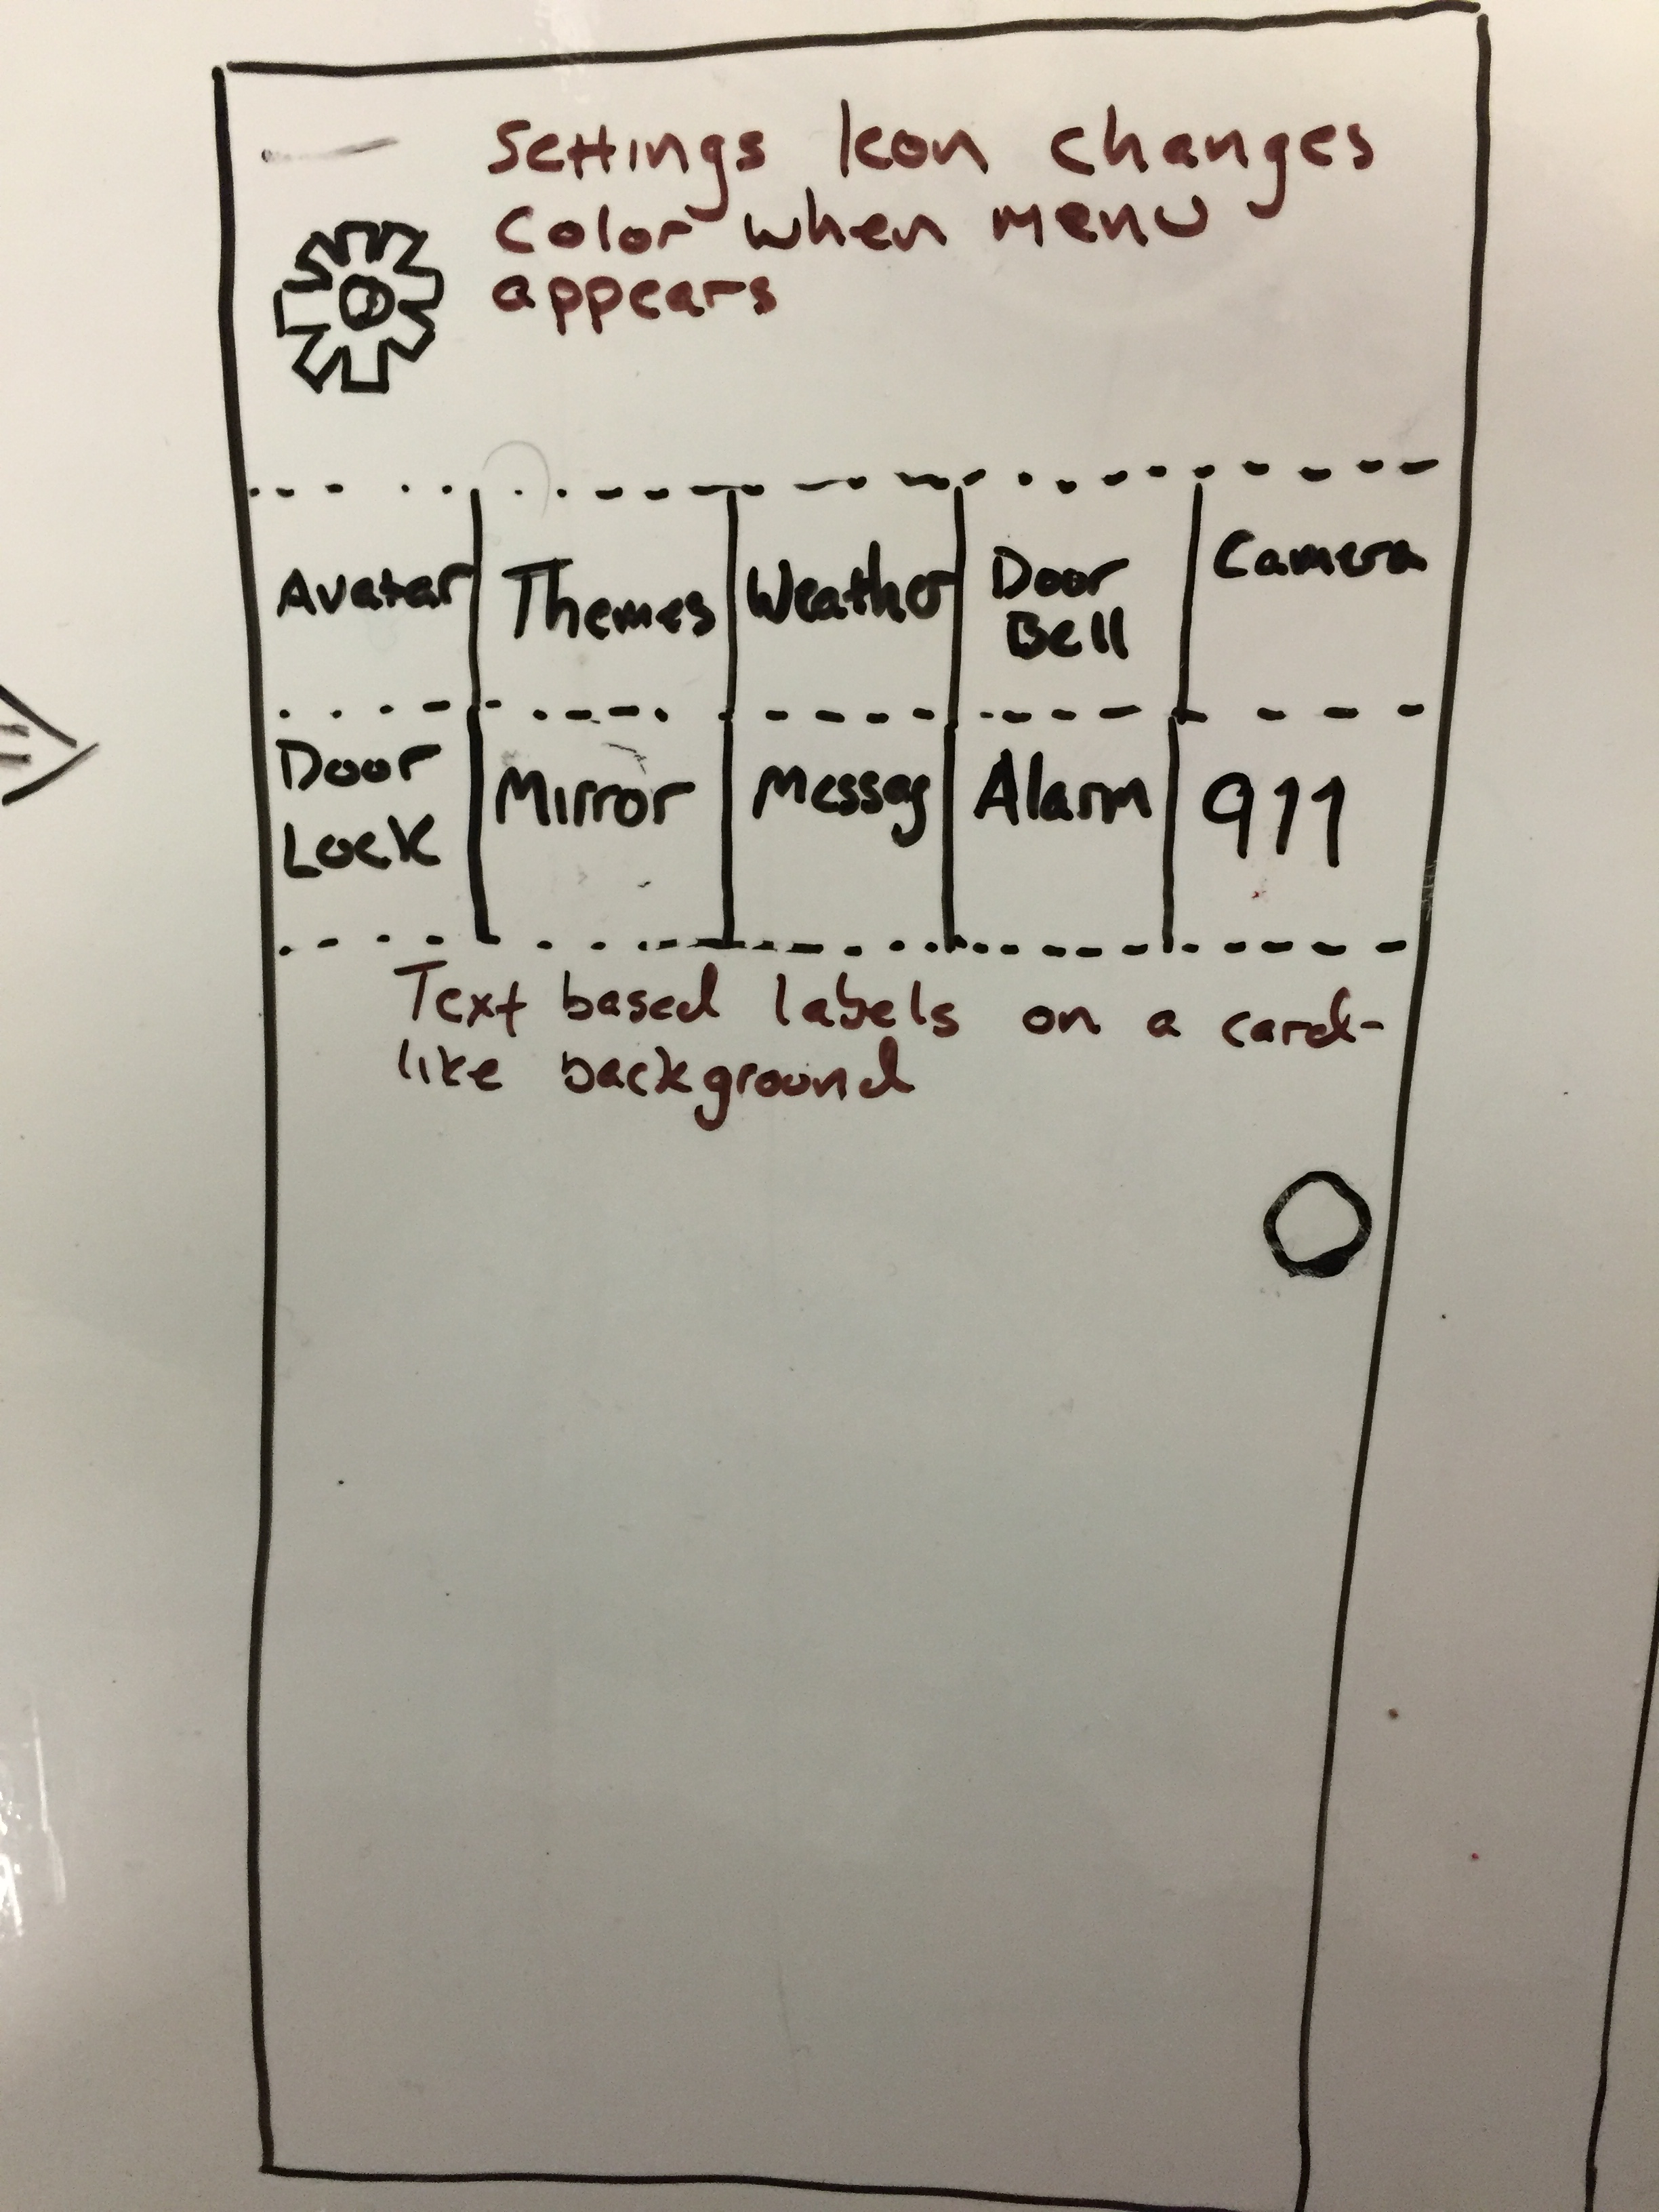 Settings Icon changes
Color when menu
appears
Avatar Themes Weather Door Bell Camera
Door Lock Mirror Messag Alarm 911
Text based labels on a card-
like background